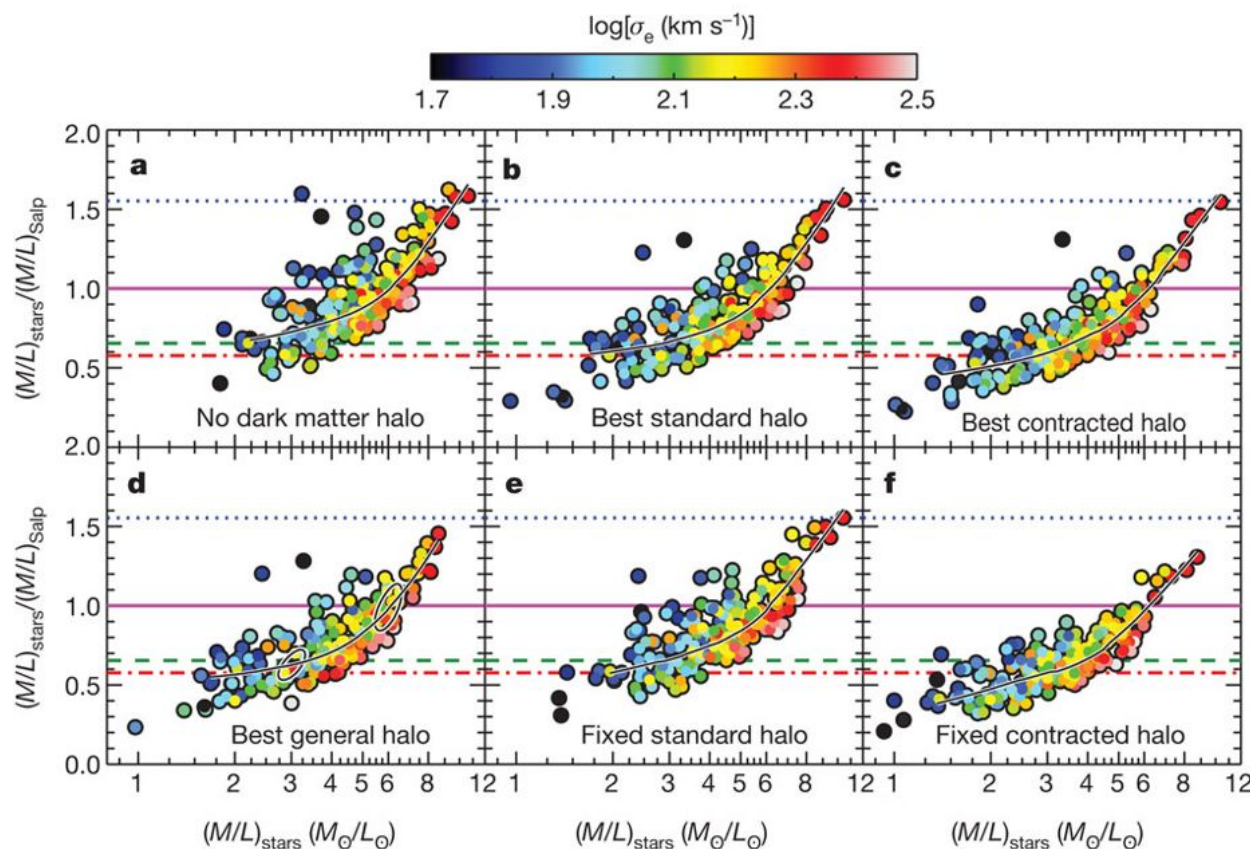 log[σe (km s⁻¹)]
1.7 1.9 2.1 2.3 2.5
2.0
1.5
1.0
0.5
2.0
(M/L)stars/(M/L)Salp
a
No dark matter halo
b
Best standard halo
c
Best contracted halo
1.5
1.0
0.5
0.0
(M/L)stars/(M/L)Salp
d
Best general halo
e
Fixed standard halo
f
Fixed contracted halo
1 2 3 4 5 6 8 12 1 2 3 4 5 6 8 12 1 2 3 4 5 6 8 12
(M/L)stars (M⊙/L⊙) (M/L)stars (M⊙/L⊙) (M/L)stars (M⊙/L⊙)